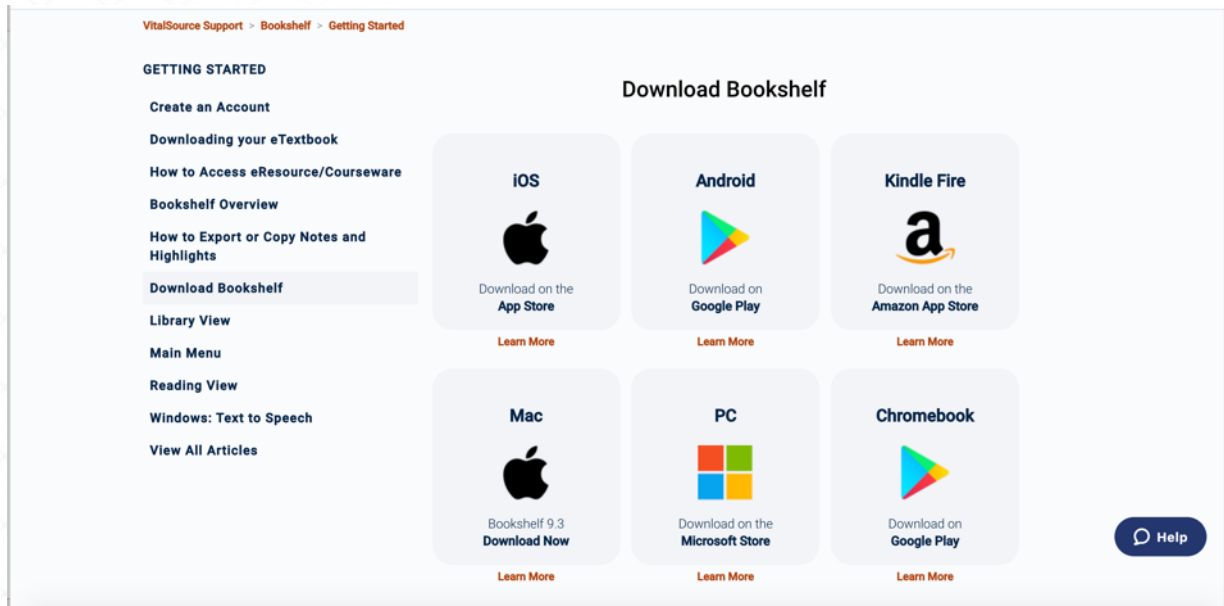 VitalSource Support > Bookshelf > Getting Started
GETTING STARTED
Create an Account
Downloading your eTextbook
How to Access eResource/Courseware
Bookshelf Overview
How to Export or Copy Notes and
Highlights
Download Bookshelf
Library View
Main Menu
Reading View
Windows: Text to Speech
View All Articles
Download Bookshelf
iOS
Download on the
App Store
Learn More
Android
Download on
Google Play
Learn More
Kindle Fire
a
Download on the
Amazon App Store
Learn More
Mac
Bookshelf 9.3
Download Now
Learn More
PC
Download on the
Microsoft Store
Learn More
Chromebook
Download on
Google Play
Learn More
Help